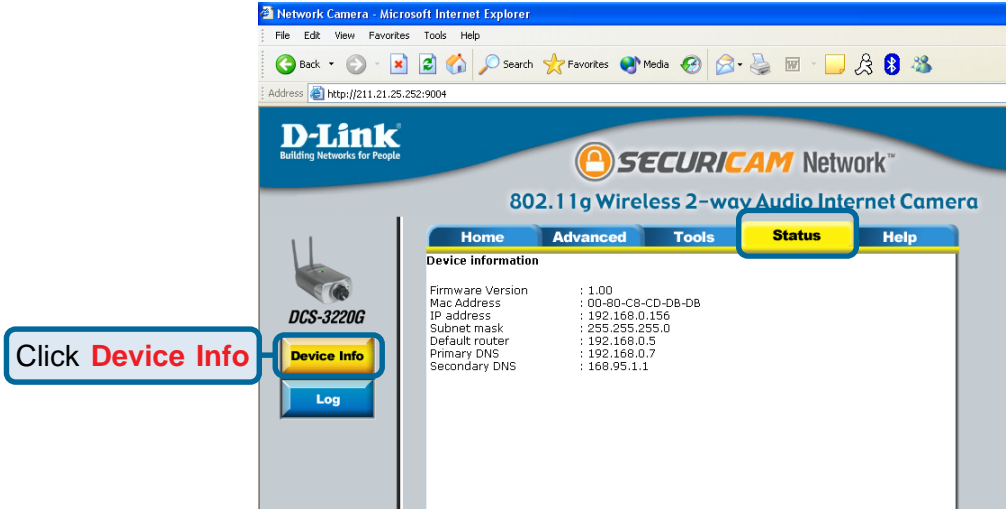 Network Camera - Microsoft Internet Explorer
File Edit View Favorites Tools Help
Back Search Favorites Media
Address http://211.21.25.252:9004
D-Link
Building Networks for People
SECURICAM Network™
802.11g Wireless 2-way Audio Internet Camera
Home Advanced Tools Status Help
Device information
Firmware Version : 1.00
Mac Address : 00-80-C8-CD-DB-DB
IP address : 192.168.0.156
Subnet mask : 255.255.255.0
Default router : 192.168.0.5
Primary DNS : 192.168.0.7
Secondary DNS : 168.95.1.1
DCS-3220G
Click Device Info
Device Info
Log